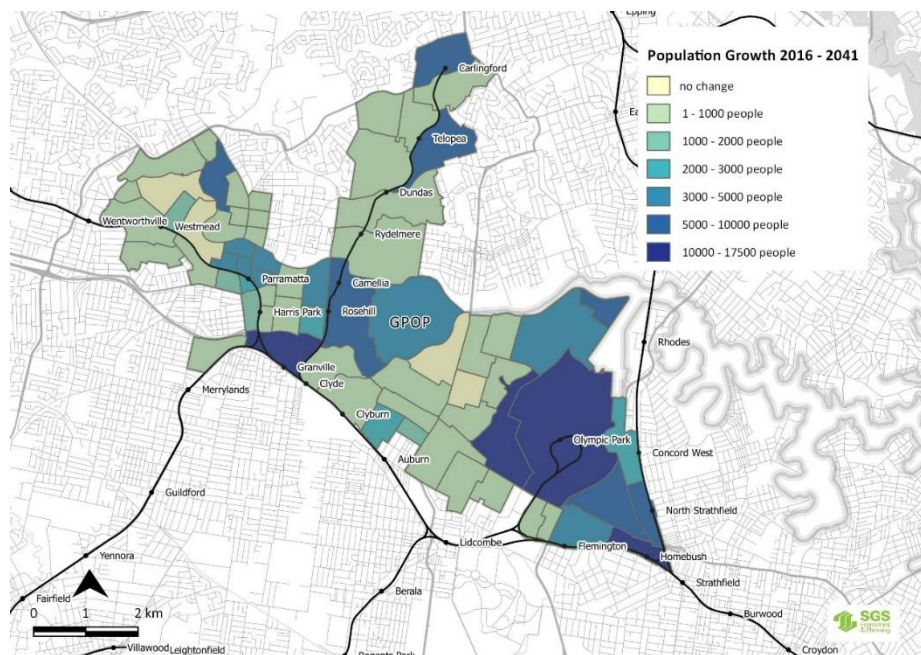 Epping
Population Growth 2016 - 2041
no change
1 - 1000 people
1000 - 2000 people
2000 - 3000 people
3000 - 5000 people
5000 - 10000 people
10000 - 17500 people
Carlingford
Telopea
Dundas
Wentworthville
Westmead
Rydelmere
Parramatta
Camellia
Harris Park
Rosehill
GPOP
Rhodes
Granville
Merrylands
Clyde
Clyburn
Olympic Park
Concord West
Auburn
Guildford
North Strathfield
Lidcombe
Flemington
Homebush
Yennora
Strathfield
Fairfield
Berala
Burwood
0 1 2 km
SGS
Economics
& Planning
Villawood
Leightonfield
Croydon